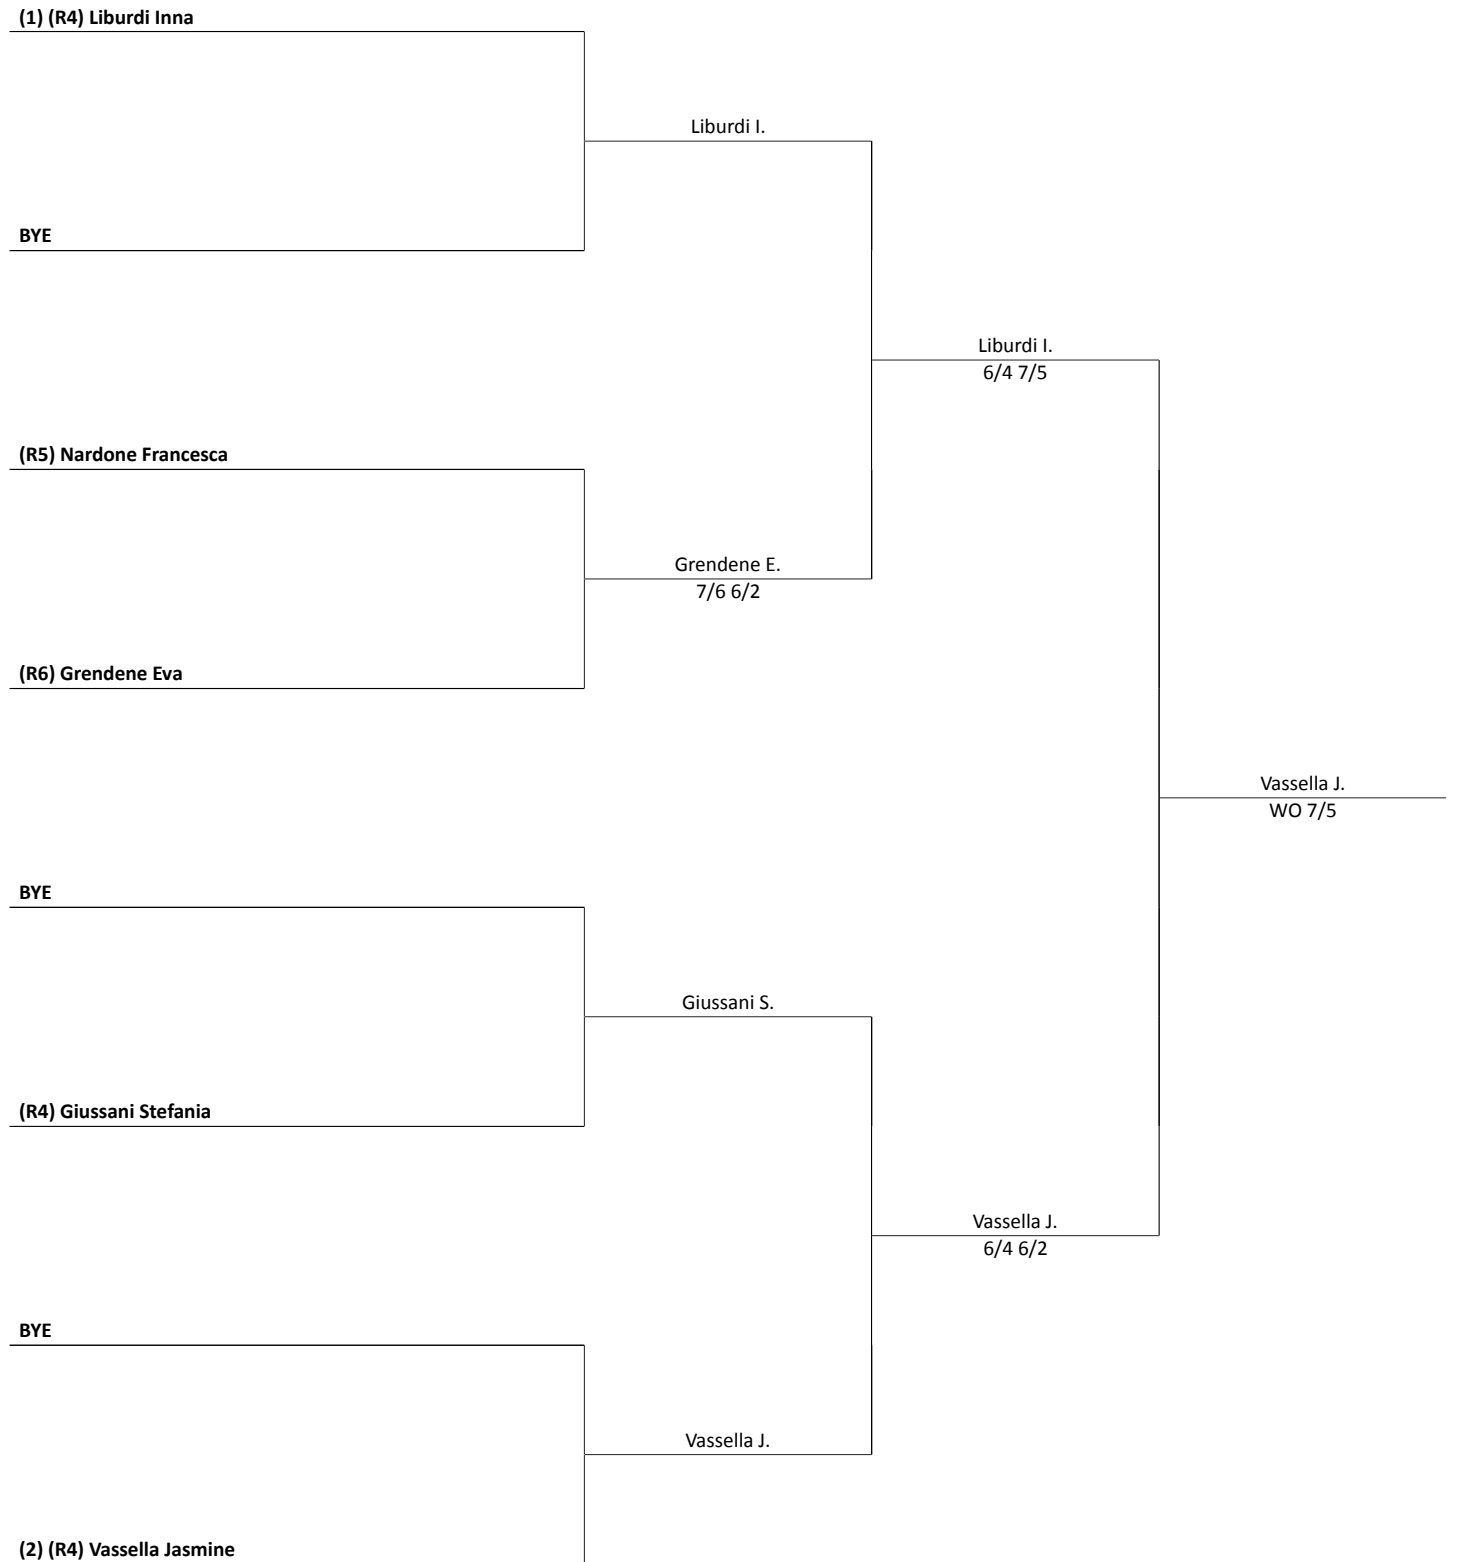 (1) (R4) Liburdi Inna
Liburdi I.
BYE
Liburdi I.
6/4 7/5
(R5) Nardone Francesca
Grendene E.
7/6 6/2
(R6) Grendene Eva
Vassella J.
WO 7/5
BYE
Giussani S.
(R4) Giussani Stefania
Vassella J.
6/4 6/2
BYE
Vassella J.
(2) (R4) Vassella Jasmine